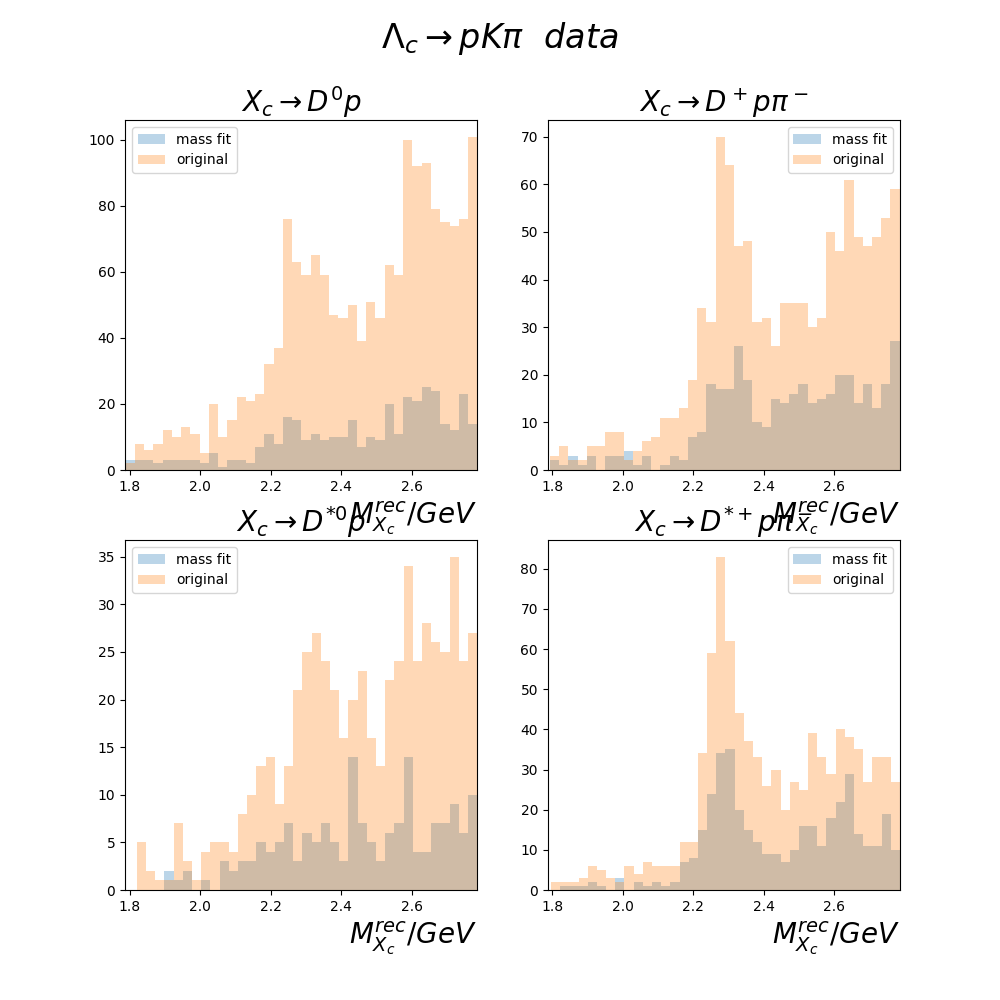 Λc → pKπ data
Xc → D⁰p
Xc → D⁺pπ⁻
mass fit
original
mass fit
original
100
80
60
40
20
0
70
60
50
40
30
20
10
0
1.8 2.0 2.2 2.4 2.6
1.8 2.0 2.2 2.4 2.6
M^rec_Xc/GeV
M^rec_Xc/GeV
Xc → D*⁰p
Xc → D*⁺pπ⁻
mass fit
original
mass fit
original
35
30
25
20
15
10
5
0
80
70
60
50
40
30
20
10
0
1.8 2.0 2.2 2.4 2.6
1.8 2.0 2.2 2.4 2.6
M^rec_Xc/GeV
M^rec_Xc/GeV